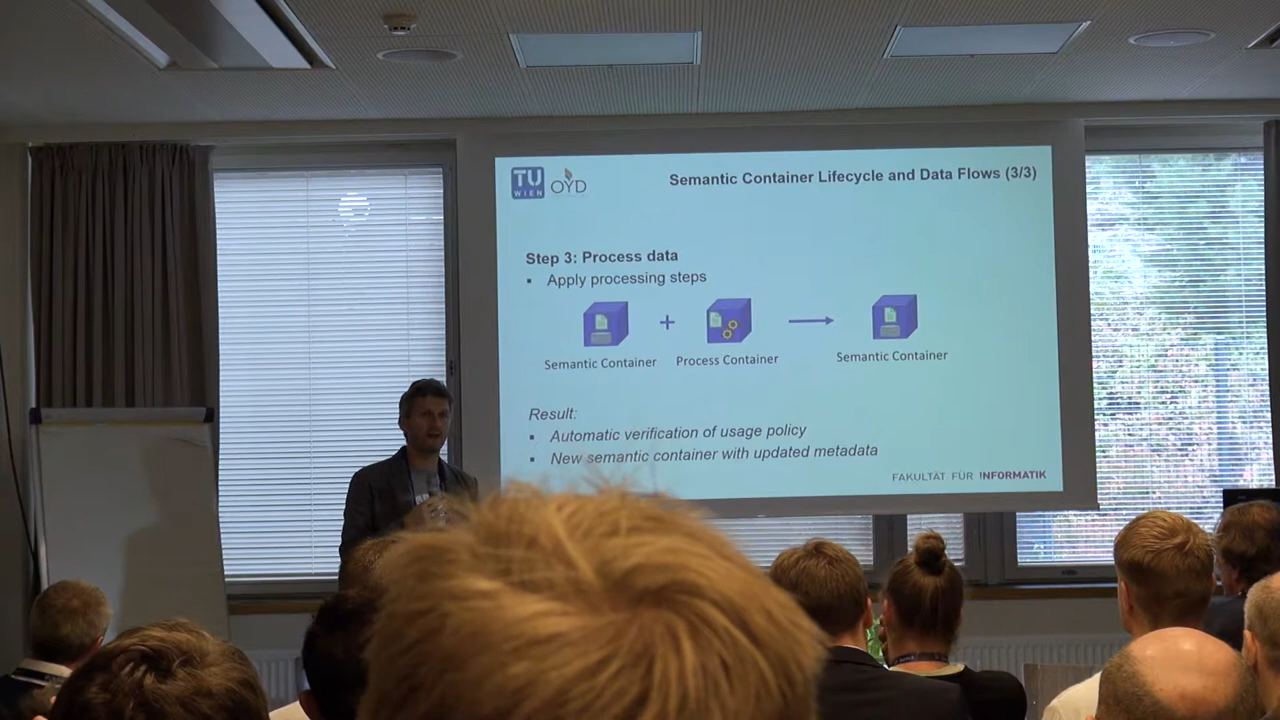 TU
WIEN
OYD
Semantic Container Lifecycle and Data Flows (3/3)
Step 3: Process data
▪ Apply processing steps
+
Semantic Container
Process Container
Semantic Container
Result:
▪ Automatic verification of usage policy
▪ New semantic container with updated metadata
FAKULTÄT FÜR INFORMATIK